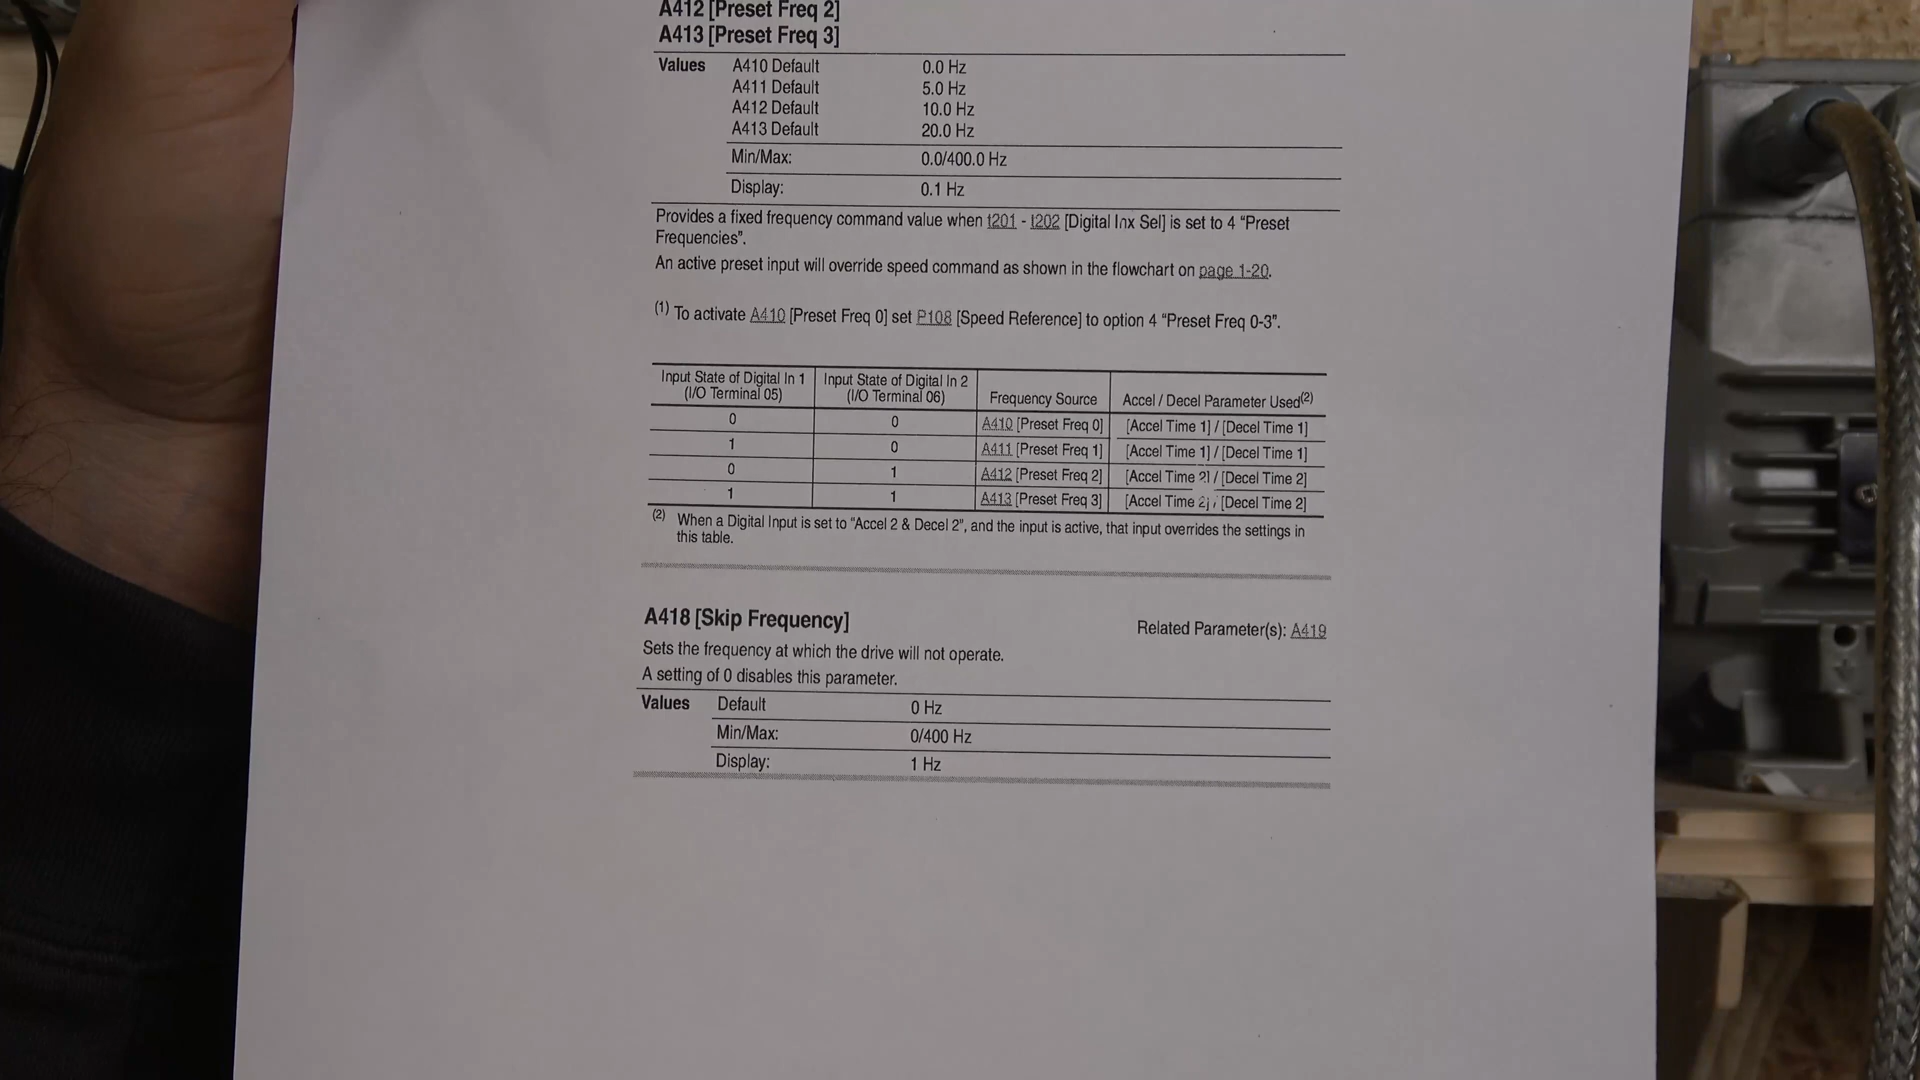 A412 [Preset Freq 2]
A413 [Preset Freq 3]
Values A410 Default 0.0 Hz
A411 Default 5.0 Hz
A412 Default 10.0 Hz
A413 Default 20.0 Hz
Min/Max: 0.0/400.0 Hz
Display: 0.1 Hz
Provides a fixed frequency command value when t201 - t202 [Digital Inx Sel] is set to 4 “Preset
Frequencies”.
An active preset input will override speed command as shown in the flowchart on page 1-20.
(1) To activate A410 [Preset Freq 0] set P108 [Speed Reference] to option 4 “Preset Freq 0-3”.
Input State of Digital In 1 (I/O Terminal 05) Input State of Digital In 2 (I/O Terminal 06) Frequency Source Accel / Decel Parameter Used(2)
0 0 A410 [Preset Freq 0] [Accel Time 1] / [Decel Time 1]
1 0 A411 [Preset Freq 1] [Accel Time 1] / [Decel Time 1]
0 1 A412 [Preset Freq 2] [Accel Time 2] / [Decel Time 2]
1 1 A413 [Preset Freq 3] [Accel Time 2] / [Decel Time 2]
(2) When a Digital Input is set to “Accel 2 & Decel 2”, and the input is active, that input overrides the settings in
this table.
A418 [Skip Frequency] Related Parameter(s): A419
Sets the frequency at which the drive will not operate.
A setting of 0 disables this parameter.
Values Default 0 Hz
Min/Max: 0/400 Hz
Display: 1 Hz